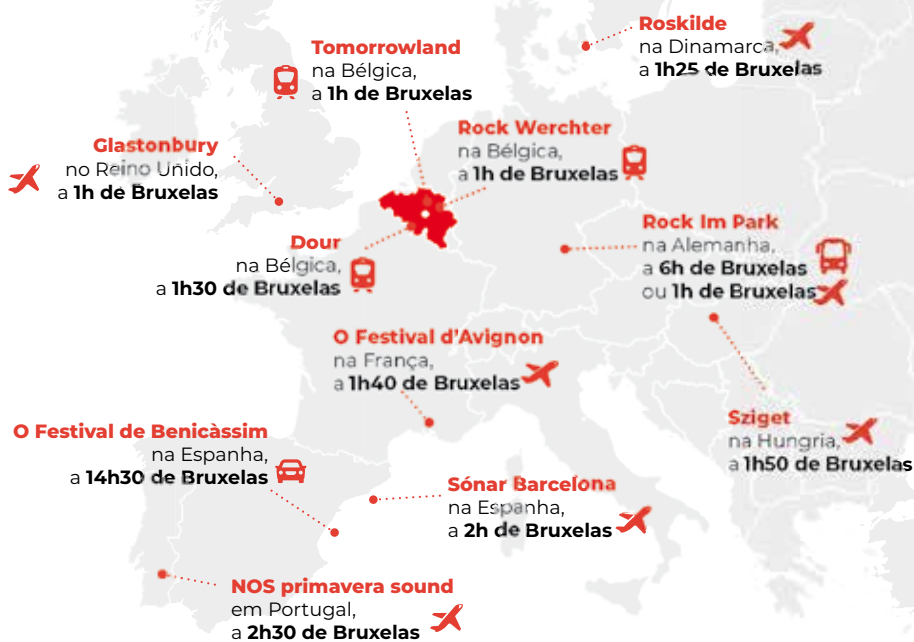 Roskilde
na Dinamarca,
a 1h25 de Bruxelas
Tomorrowland
na Bélgica,
a 1h de Bruxelas
Rock Werchter
na Bélgica,
a 1h de Bruxelas
Glastonbury
no Reino Unido,
a 1h de Bruxelas
Rock Im Park
na Alemanha,
a 6h de Bruxelas
ou 1h de Bruxelas
Dour
na Bélgica,
a 1h30 de Bruxelas
O Festival d'Avignon
na França,
a 1h40 de Bruxelas
Sziget
na Hungria,
a 1h50 de Bruxelas
O Festival de Benicàssim
na Espanha,
a 14h30 de Bruxelas
Sónar Barcelona
na Espanha,
a 2h de Bruxelas
NOS primavera sound
em Portugal,
a 2h30 de Bruxelas